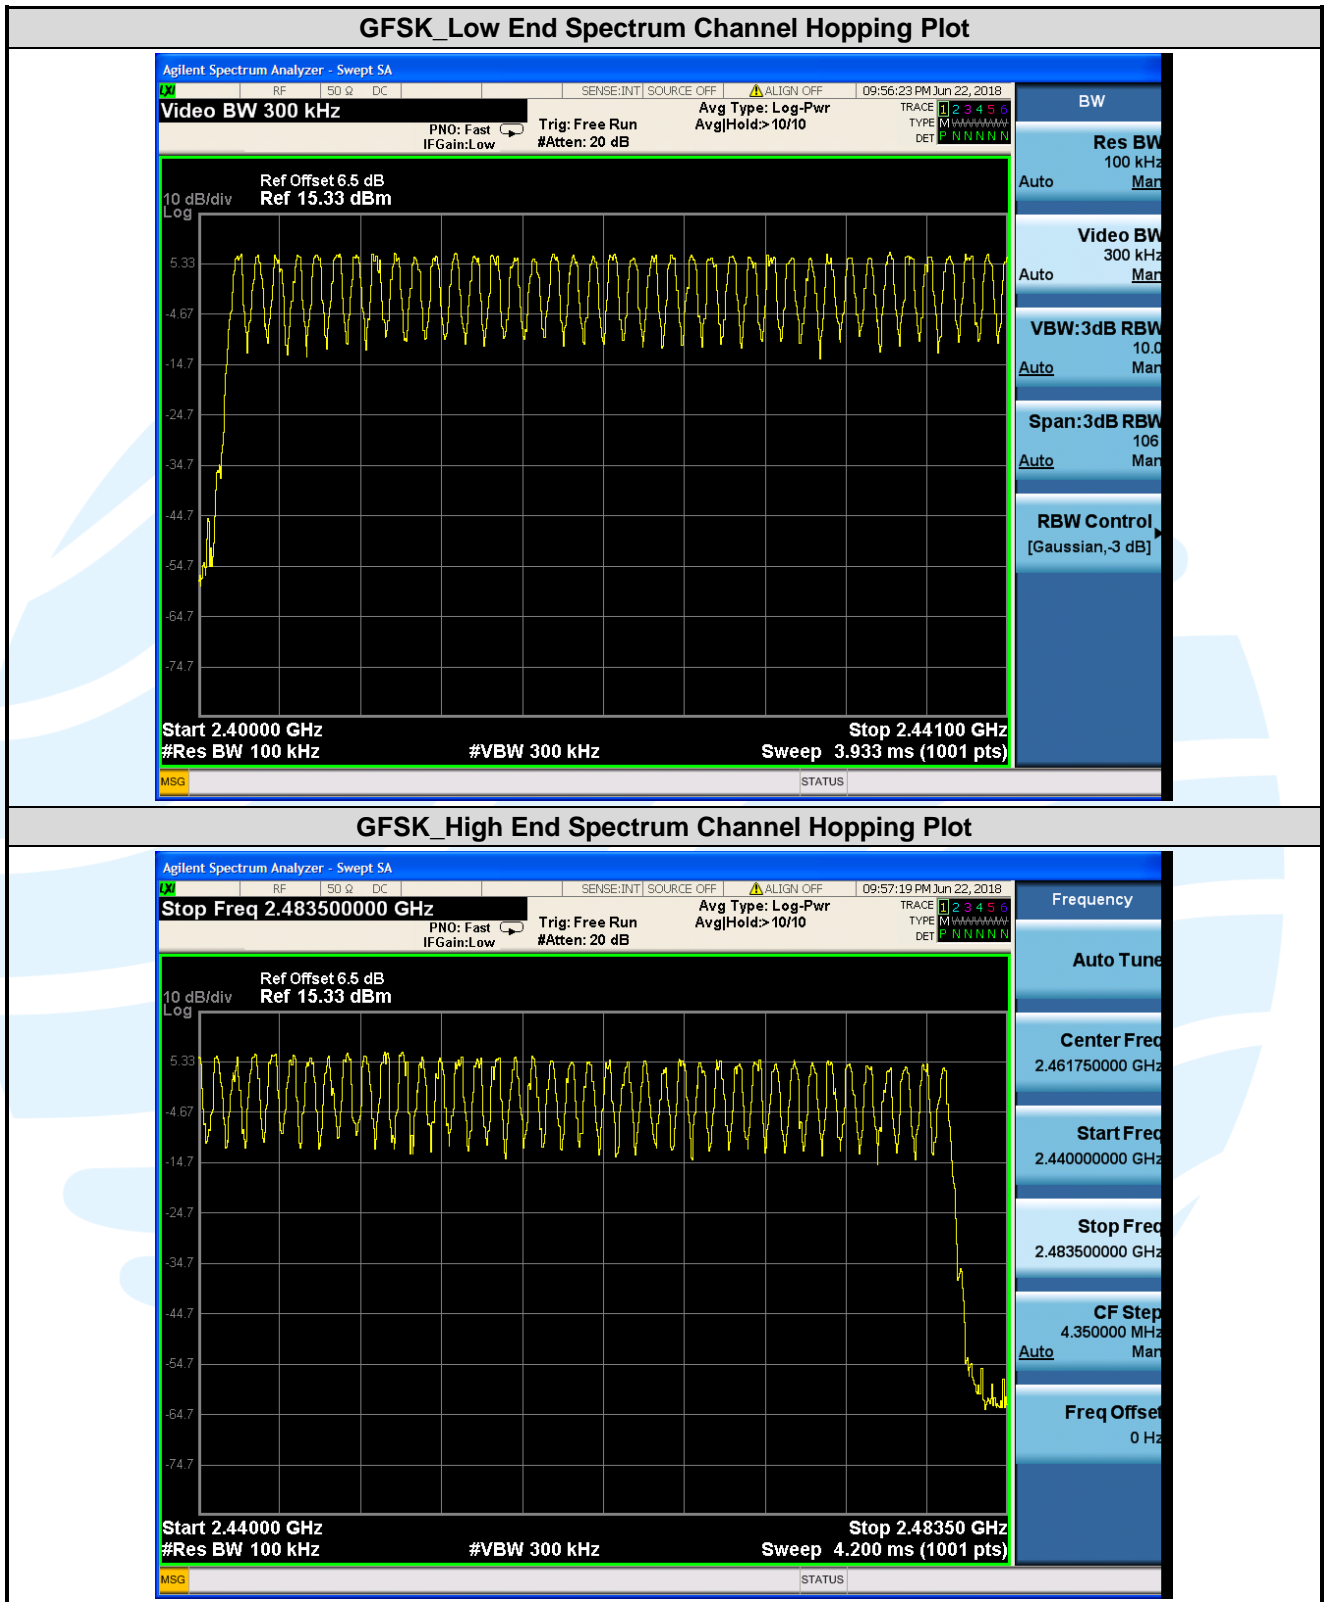 GFSK_Low End Spectrum Channel Hopping Plot
Agilent Spectrum Analyzer - Swept SA
LXI RF 50 Ω DC SENSE:INT SOURCE OFF ALIGN OFF 09:56:23 PM Jun 22, 2018
Video BW 300 kHz
PNO: Fast
IFGain:Low
Trig: Free Run
#Atten: 20 dB
Avg Type: Log-Pwr
Avg|Hold:> 10/10
TRACE 1 2 3 4 5 6
TYPE M WWWWW
DET P N N N N N
Ref Offset 6.5 dB
10 dB/div Ref 15.33 dBm
Log
5.33
-4.67
-14.7
-24.7
-34.7
-44.7
-54.7
-64.7
-74.7
Start 2.40000 GHz Stop 2.44100 GHz
#Res BW 100 kHz #VBW 300 kHz Sweep 3.933 ms (1001 pts)
MSG STATUS
BW
Res BW
100 kHz
Auto Man
Video BW
300 kHz
Auto Man
VBW:3dB RBW
10.0
Auto Man
Span:3dB RBW
106
Auto Man
RBW Control
[Gaussian,-3 dB]
GFSK_High End Spectrum Channel Hopping Plot
Agilent Spectrum Analyzer - Swept SA
LXI RF 50 Ω DC SENSE:INT SOURCE OFF ALIGN OFF 09:57:19 PM Jun 22, 2018
Stop Freq 2.483500000 GHz
PNO: Fast
IFGain:Low
Trig: Free Run
#Atten: 20 dB
Avg Type: Log-Pwr
Avg|Hold:> 10/10
TRACE 1 2 3 4 5 6
TYPE M WWWWW
DET P N N N N N
Ref Offset 6.5 dB
10 dB/div Ref 15.33 dBm
Log
5.33
-4.67
-14.7
-24.7
-34.7
-44.7
-54.7
-64.7
-74.7
Start 2.44000 GHz Stop 2.48350 GHz
#Res BW 100 kHz #VBW 300 kHz Sweep 4.200 ms (1001 pts)
MSG STATUS
Frequency
Auto Tune
Center Freq
2.461750000 GHz
Start Freq
2.440000000 GHz
Stop Freq
2.483500000 GHz
CF Step
4.350000 MHz
Auto Man
Freq Offset
0 Hz